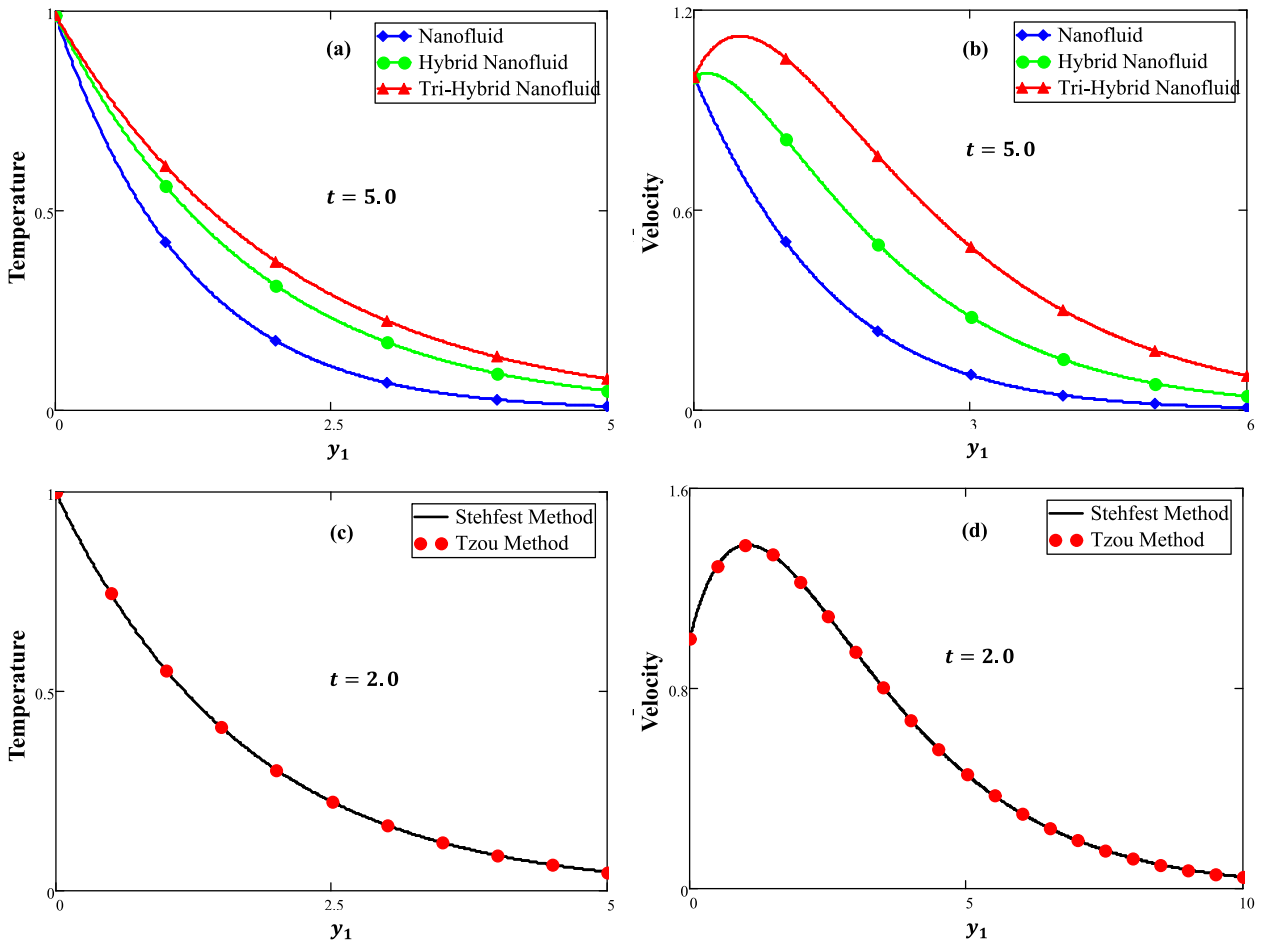 1
(a)
Nanofluid
Hybrid Nanofluid
Tri-Hybrid Nanofluid
Temperature
t = 5.0
0.5
0
0
2.5
5
y1
1.2
(b)
Nanofluid
Hybrid Nanofluid
Tri-Hybrid Nanofluid
Velocity
t = 5.0
0.6
0
0
3
6
y1
1
(c)
Stehfest Method
Tzou Method
Temperature
t = 2.0
0.5
0
0
2.5
5
y1
1.6
(d)
Stehfest Method
Tzou Method
Velocity
t = 2.0
0.8
0
0
5
10
y1